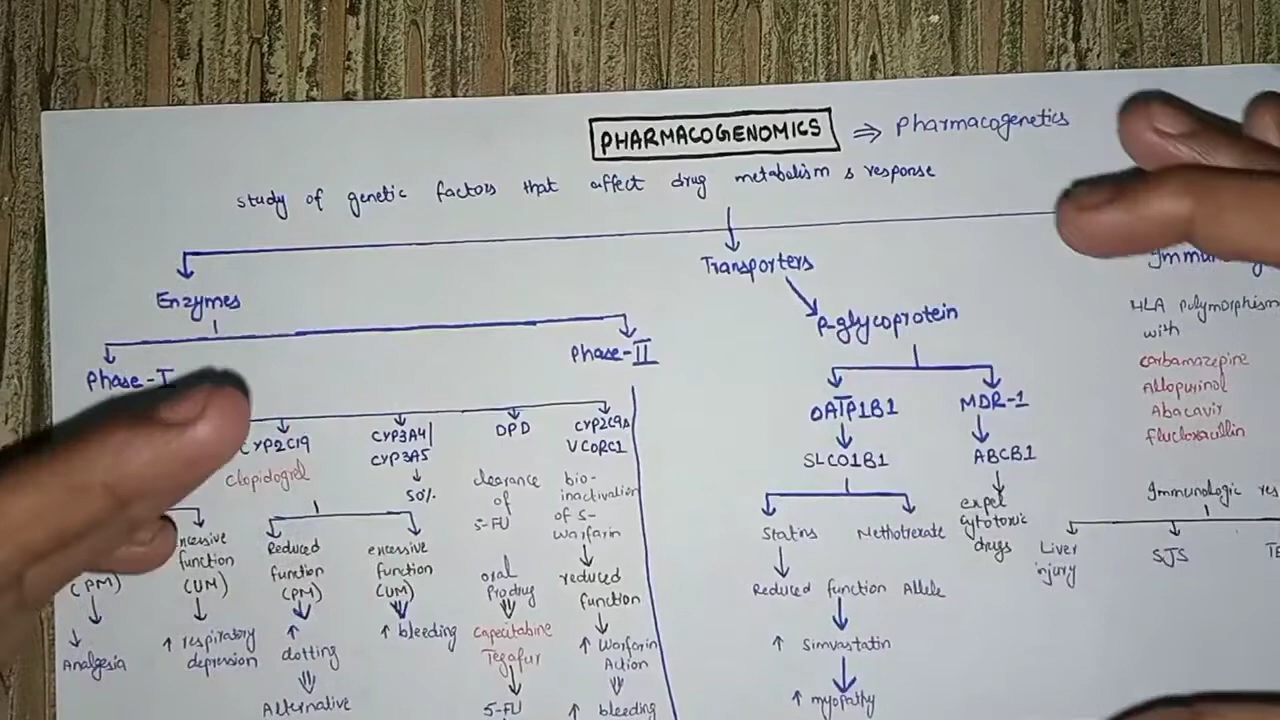 PHARMACOGENOMICS ⇒ Pharmacogenetics
study of genetic factors that affect drug metabolism & response
Enzymes
Phase-I
Phase-II
CYP2C19
Clopidogrel
Reduced
function
(PM)
↑
clotting
Alternative
excessive
function
(UM)
↑ bleeding
(PM)
↓
Analgesia
function
(UM)
↑ respiratory
depression
CYP3A4|
CYP3A5
50%
DPD
clearance
of
5-FU
oral
Prodrug
capecitabine
Tegafur
5-FU
CYP2C9&
VCORC1
bio-
inactivation
of S-
Warfarin
reduced
function
↑ Warfarin
Action
↑ bleeding
Transporters
P-glycoprotein
OATP1B1
SLCO1B1
Statins
Reduced function Allele
↑ Simvastatin
↑ myopathy
Methotrexate
MDR-1
ABCB1
expel
cytotoxic
drugs
HLA Polymorphism
with
carbamazepine
Allopurinol
Abacavir
flucloxacillin
Immunologic res
Liver
injury
SJS
TE